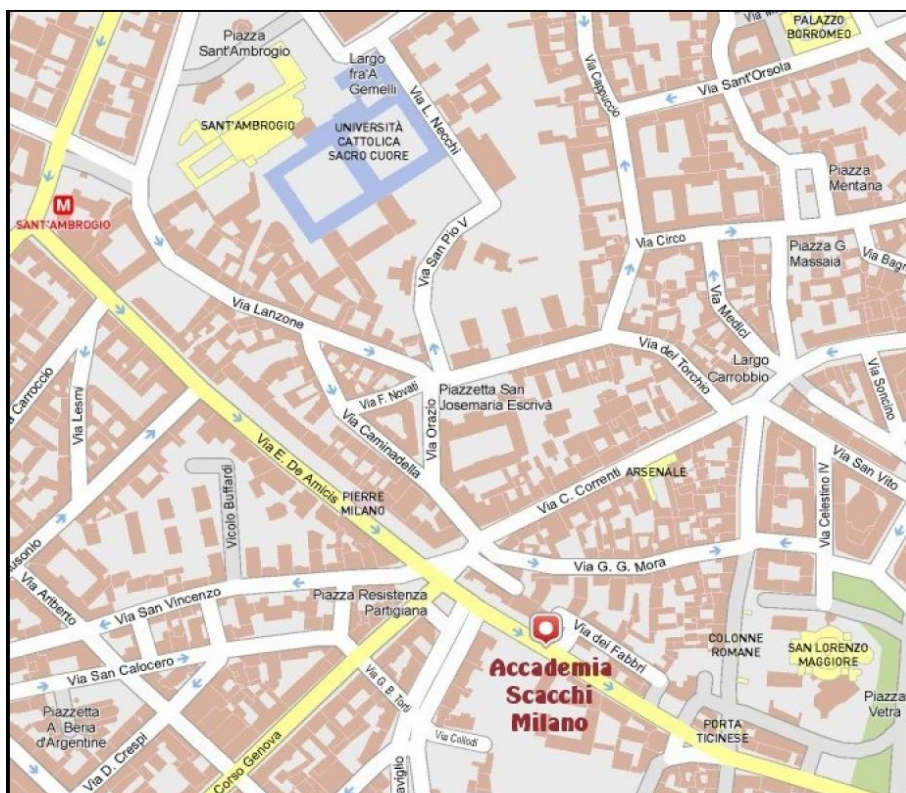 Piazza
Sant'Ambrogio
Largo
fra'A
Gemelli
PALAZZO
BORROMEO
Via Cappuccio
Via Sant'Orsola
Via L. Necchi
SANT'AMBROGIO
UNIVERSITÀ
CATTOLICA
SACRO CUORE
Piazza
Mentana
M
SANT'AMBROGIO
Via San Pio V
Via Circo
Piazza G.
Massaia
Via Bagn
Via Lanzone
Via Medici
Via del Torchio
Largo
Carrobbio
Via Soncino
a Carroccio
Via Lesmi
Via F. Novati
Piazzetta San
Josemaria Escrivà
Via Orazio
Via Caminadella
Via E. De Amicis
Vicolo Buffardi
PIERRE
MILANO
Via C. Correnti
ARSENALE
Via San Vito
Via Celestino IV
usonio
Via Ariberto
Via G. G. Mora
Via San Vincenzo
Piazza Resistenza
Partigiana
Via dei Fabbri
COLONNE
ROMANE
SAN LORENZO
MAGGIORE
Via San Calocero
Accademia
Scacchi
Milano
Via G. B. Torti
Piazza
Vetra
Piazzetta
A. Beria
d'Argentine
Via D. Crespi
Corso Genova
Via Collodi
PORTA
TICINESE
aviglio